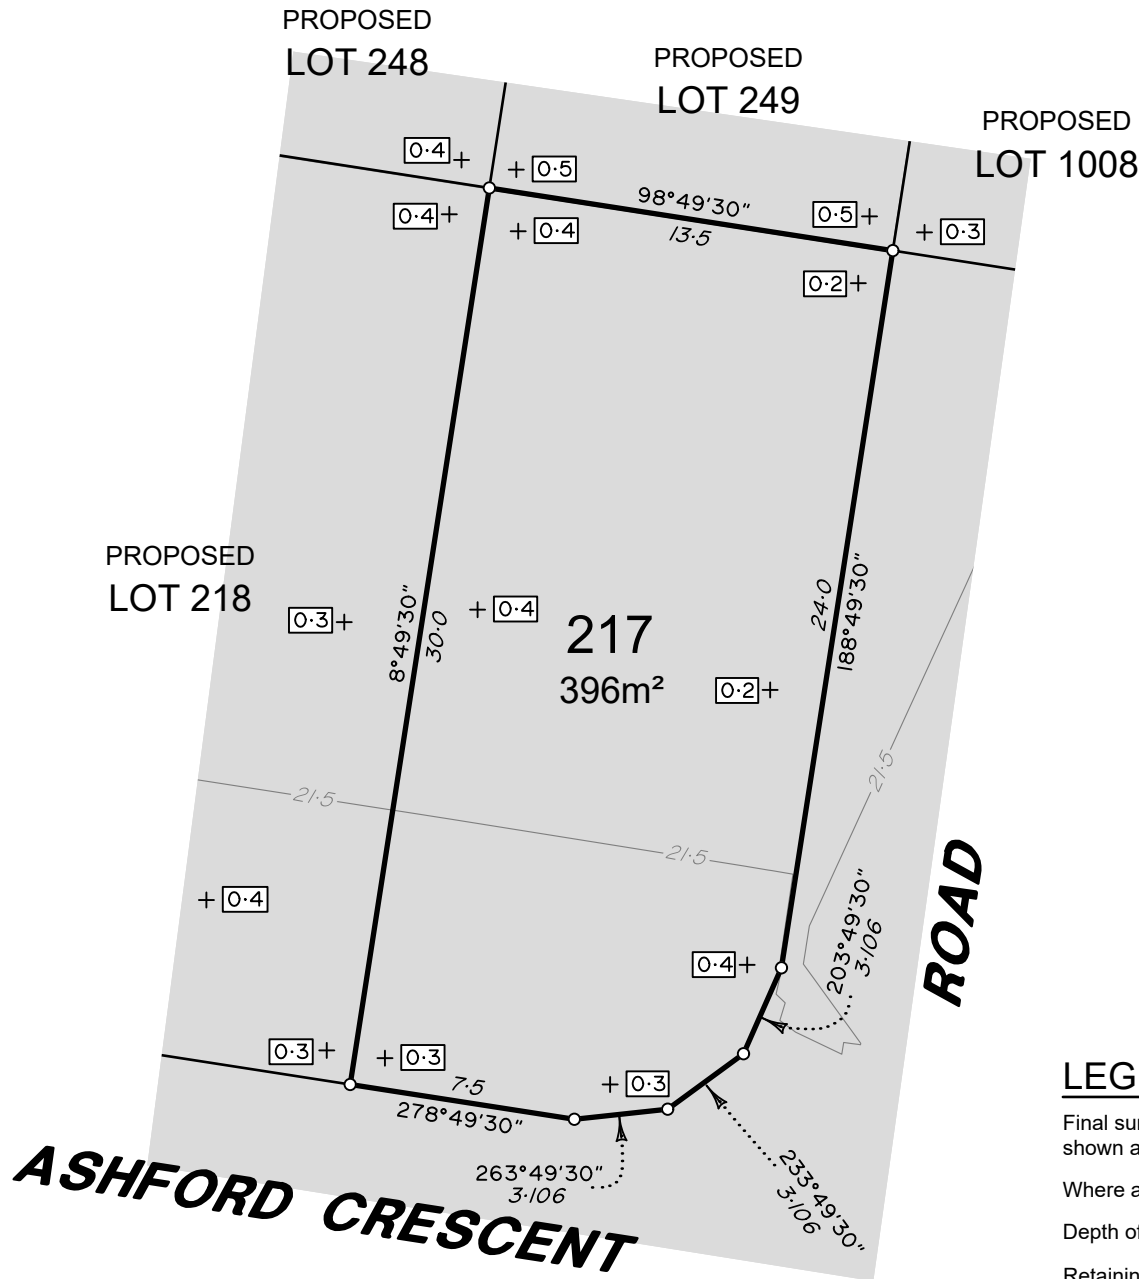 PROPOSED
LOT 248
PROPOSED
LOT 249
PROPOSED
LOT 1008
0·4
0·5
98°49'30"
13·5
0·5
0·3
0·4
0·4
0·2
PROPOSED
LOT 218
0·3
8°49'30"
30·0
0·4
217
396m²
0·2
24·0
188°49'30"
21·5
21·5
21·5
0·4
0·4
203°49'30"
3·106
ROAD
0·3
0·3
7·5
278°49'30"
0·3
263°49'30"
3·106
233°49'30"
3·106
ASHFORD CRESCENT
LEG
Final sur
shown a
Where a
Depth of
Retainin